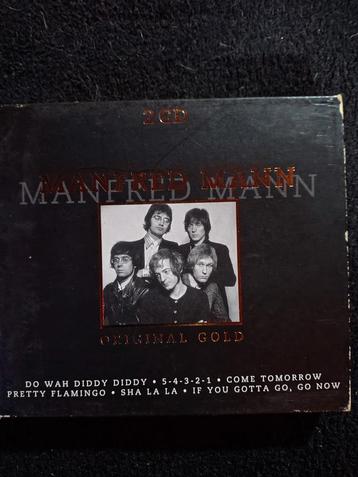 2 CD
MANFRED MANN
MANFRED MANN
ORIGINAL GOLD
DO WAH DIDDY DIDDY • 5-4-3-2-1 • COME TOMORROW
PRETTY FLAMINGO • SHA LA LA • IF YOU GOTTA GO, GO NOW